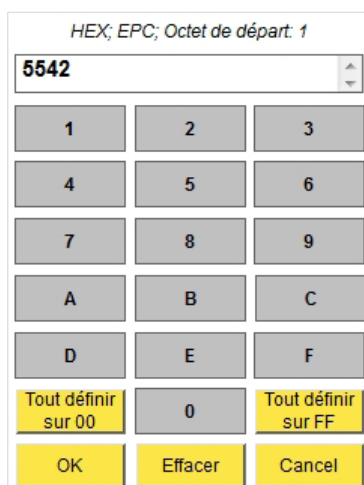 HEX; EPC; Octet de départ: 1
5542
1 2 3
4 5 6
7 8 9
A B C
D E F
Tout définir sur 00
0
Tout définir sur FF
OK Effacer Cancel